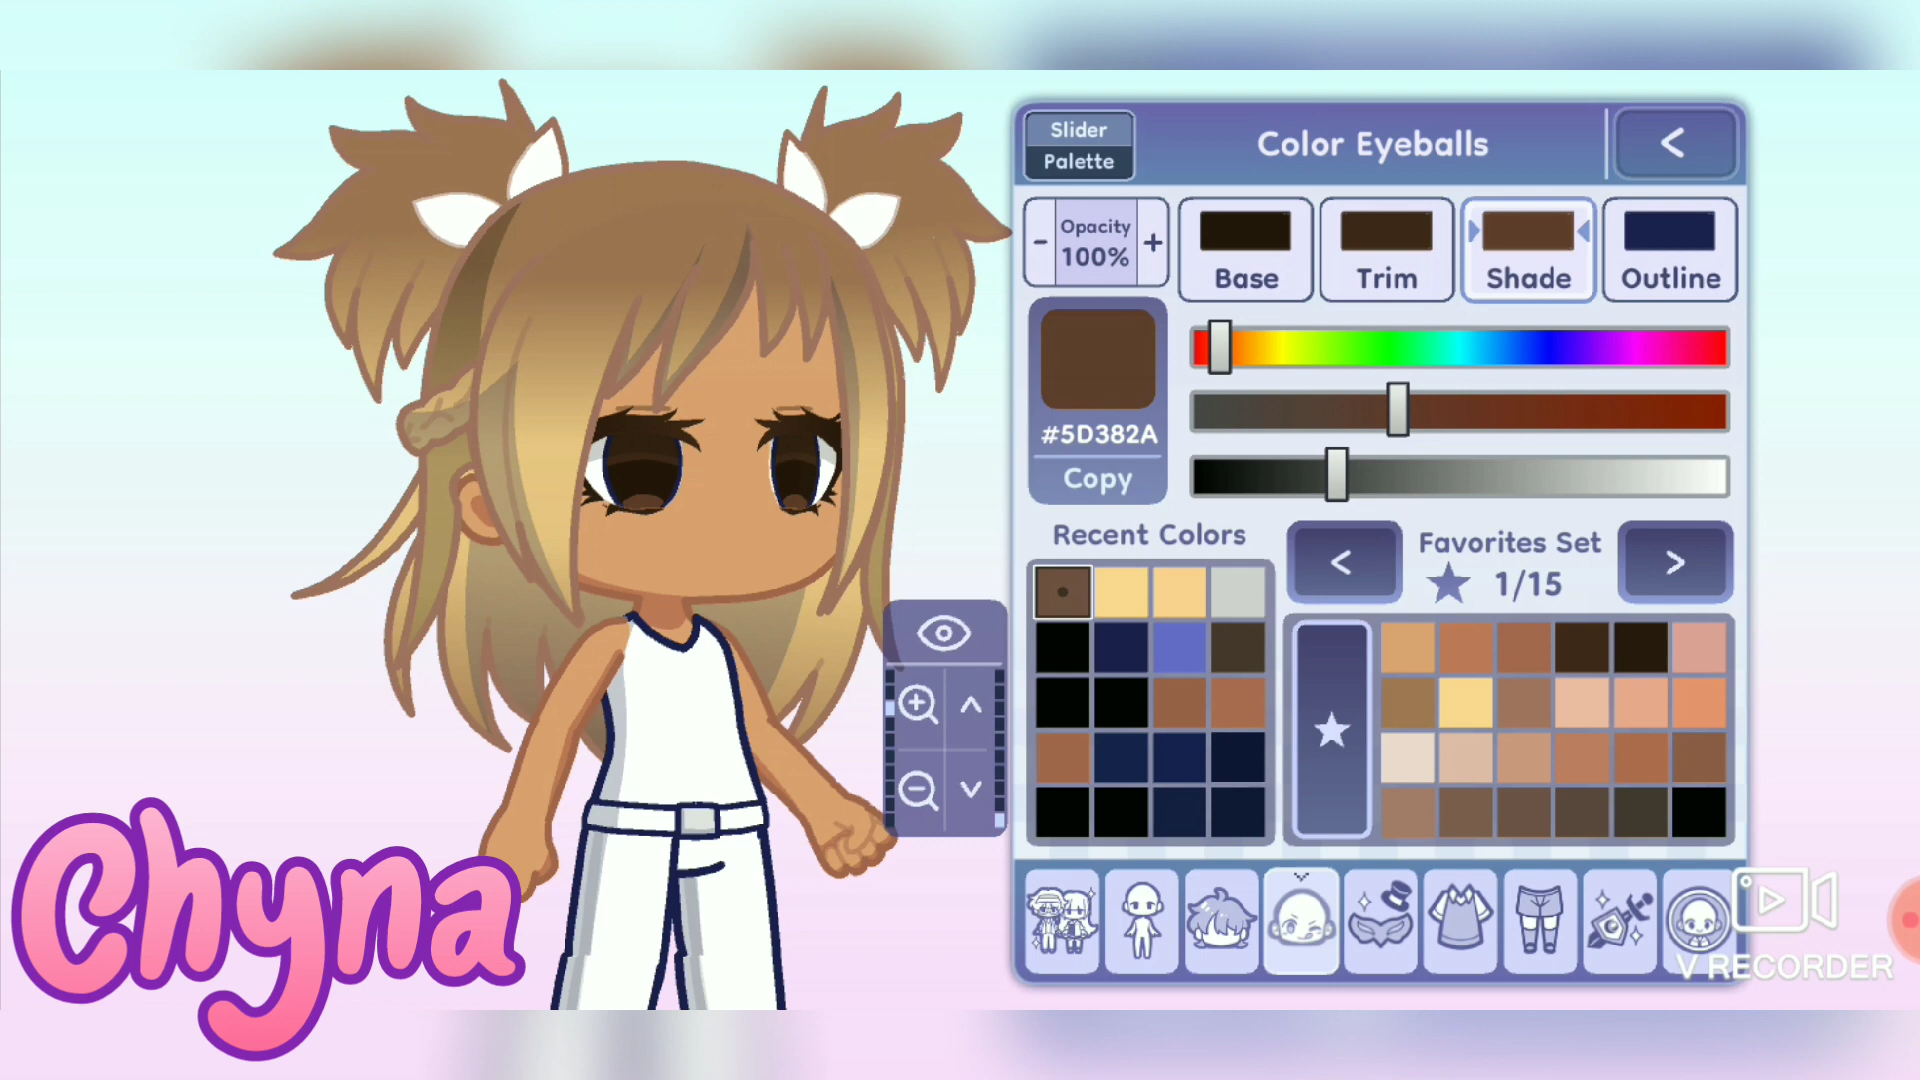 Slider
Palette
Color Eyeballs
<
- Opacity 100% +
Base
Trim
Shade
Outline
#5D382A
Copy
Recent Colors
< Favorites Set >
1/15
Chyna
V RECORDER